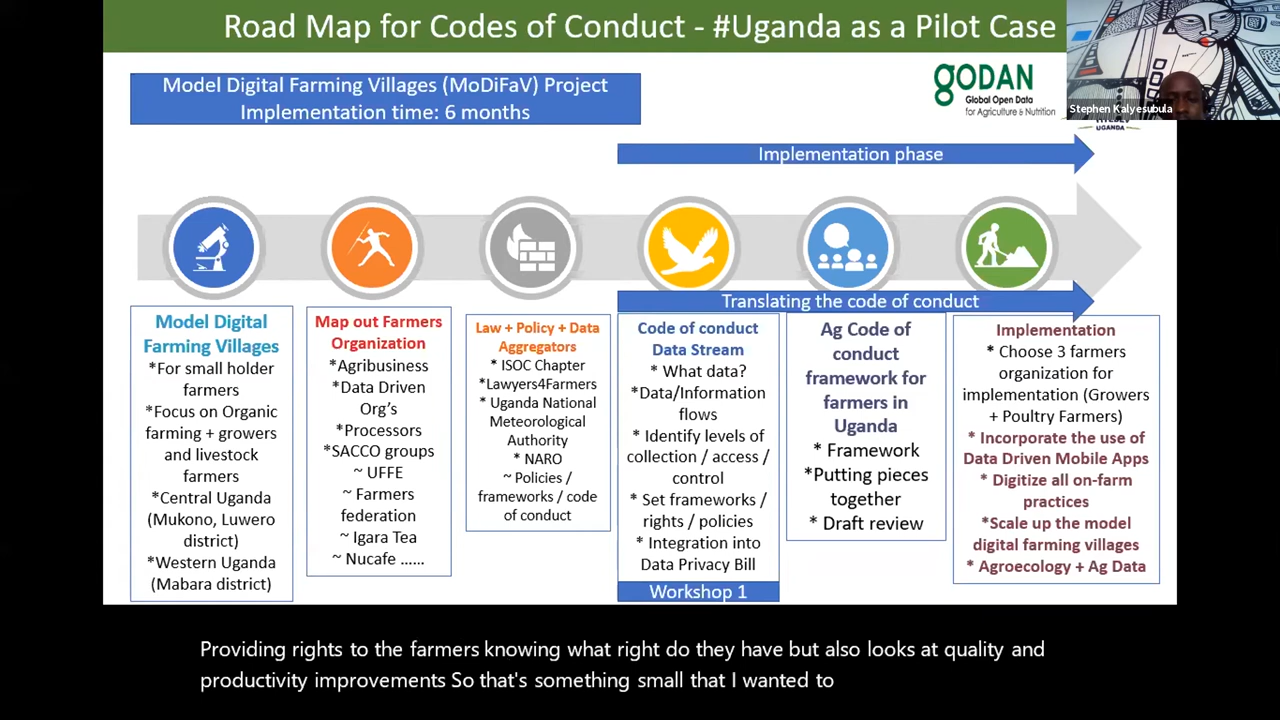 Road Map for Codes of Conduct - #Uganda as a Pilot Case
Model Digital Farming Villages (MoDiFaV) Project
Implementation time: 6 months
GODAN
Global Open Data
for Agriculture & Nutrition
Stephen Kalyesubula
UGANDA
Implementation phase
Translating the code of conduct
Model Digital
Farming Villages
*For small holder
farmers
*Focus on Organic
farming + growers
and livestock
farmers
*Central Uganda
(Mukono, Luwero
district)
*Western Uganda
(Mabara district)
Map out Farmers
Organization
*Agribusiness
*Data Driven
Org's
*Processors
*SACCO groups
~ UFFE
~ Farmers
federation
~ Igara Tea
~ Nucafe ......
Law + Policy + Data
Aggregators
* ISOC Chapter
*Lawyers4Farmers
* Uganda National
Meteorological
Authority
* NARO
~ Policies /
frameworks / code
of conduct
Code of conduct
Data Stream
* What data?
*Data/Information
flows
* Identify levels of
collection / access /
control
* Set frameworks /
rights / policies
* Integration into
Data Privacy Bill
Workshop 1
Ag Code of
conduct
framework for
farmers in
Uganda
* Framework
*Putting pieces
together
* Draft review
Implementation
* Choose 3 farmers
organization for
implementation (Growers
+ Poultry Farmers)
* Incorporate the use of
Data Driven Mobile Apps
* Digitize all on-farm
practices
*Scale up the model
digital farming villages
* Agroecology + Ag Data
Providing rights to the farmers knowing what right do they have but also looks at quality and
productivity improvements So that's something small that I wanted to